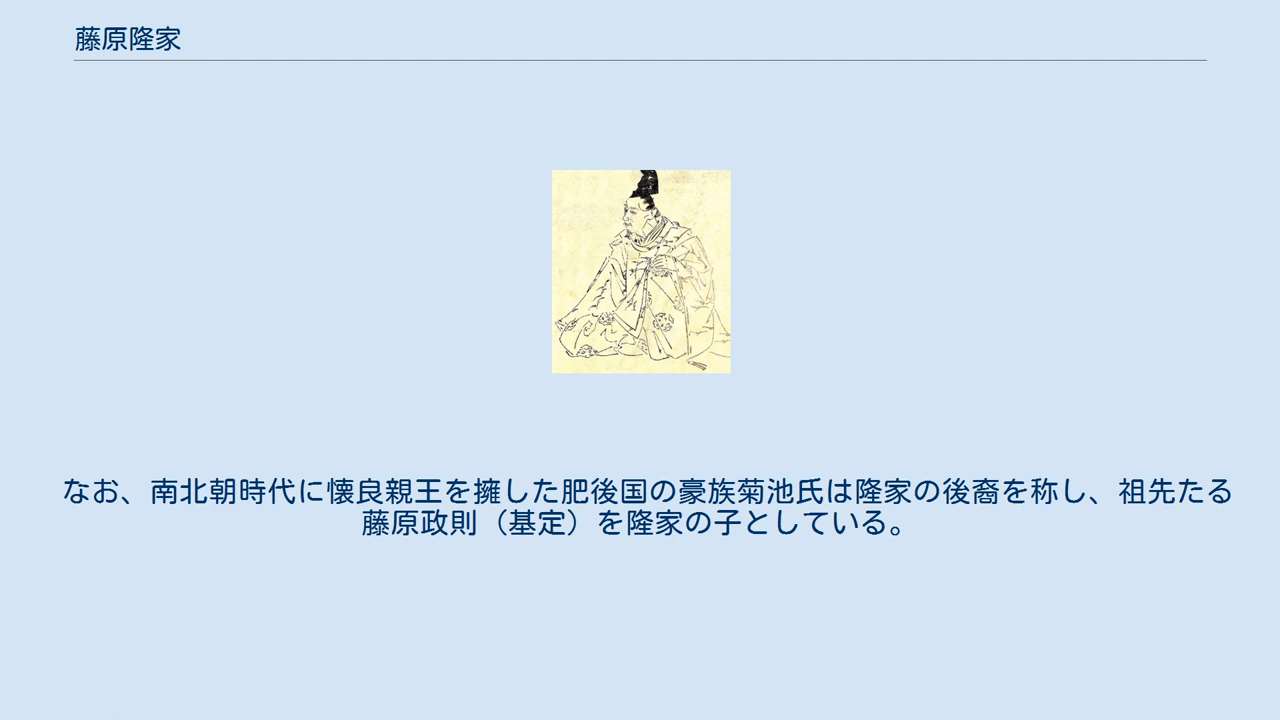 藤原隆家
なお、南北朝時代に懐良親王を擁した肥後国の豪族菊池氏は隆家の後裔を称し、祖先たる
藤原政則（基定）を隆家の子としている。